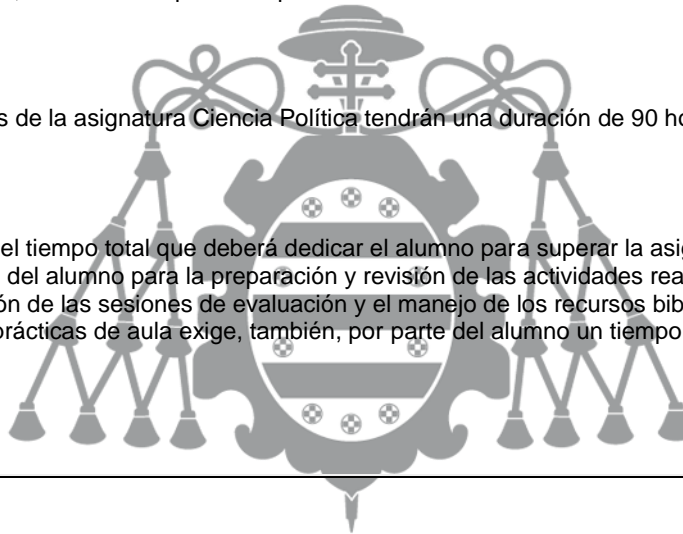 s de la asignatura Ciencia Política tendrán una duración de 90 ho
el tiempo total que deberá dedicar el alumno para superar la asig
del alumno para la preparación y revisión de las actividades rea
ón de las sesiones de evaluación y el manejo de los recursos bib
prácticas de aula exige, también, por parte del alumno un tiempo